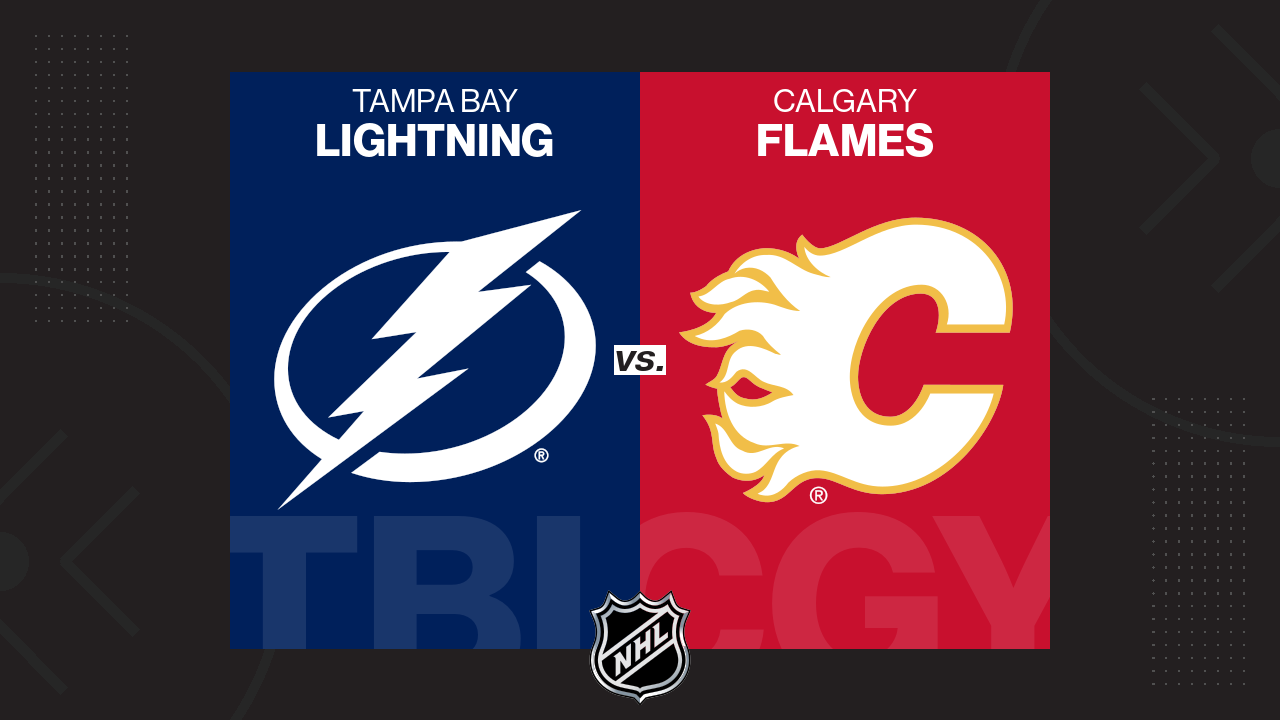 TAMPA BAY
LIGHTNING
CALGARY
FLAMES
vs.
®
®
TBL
CGY
NHL